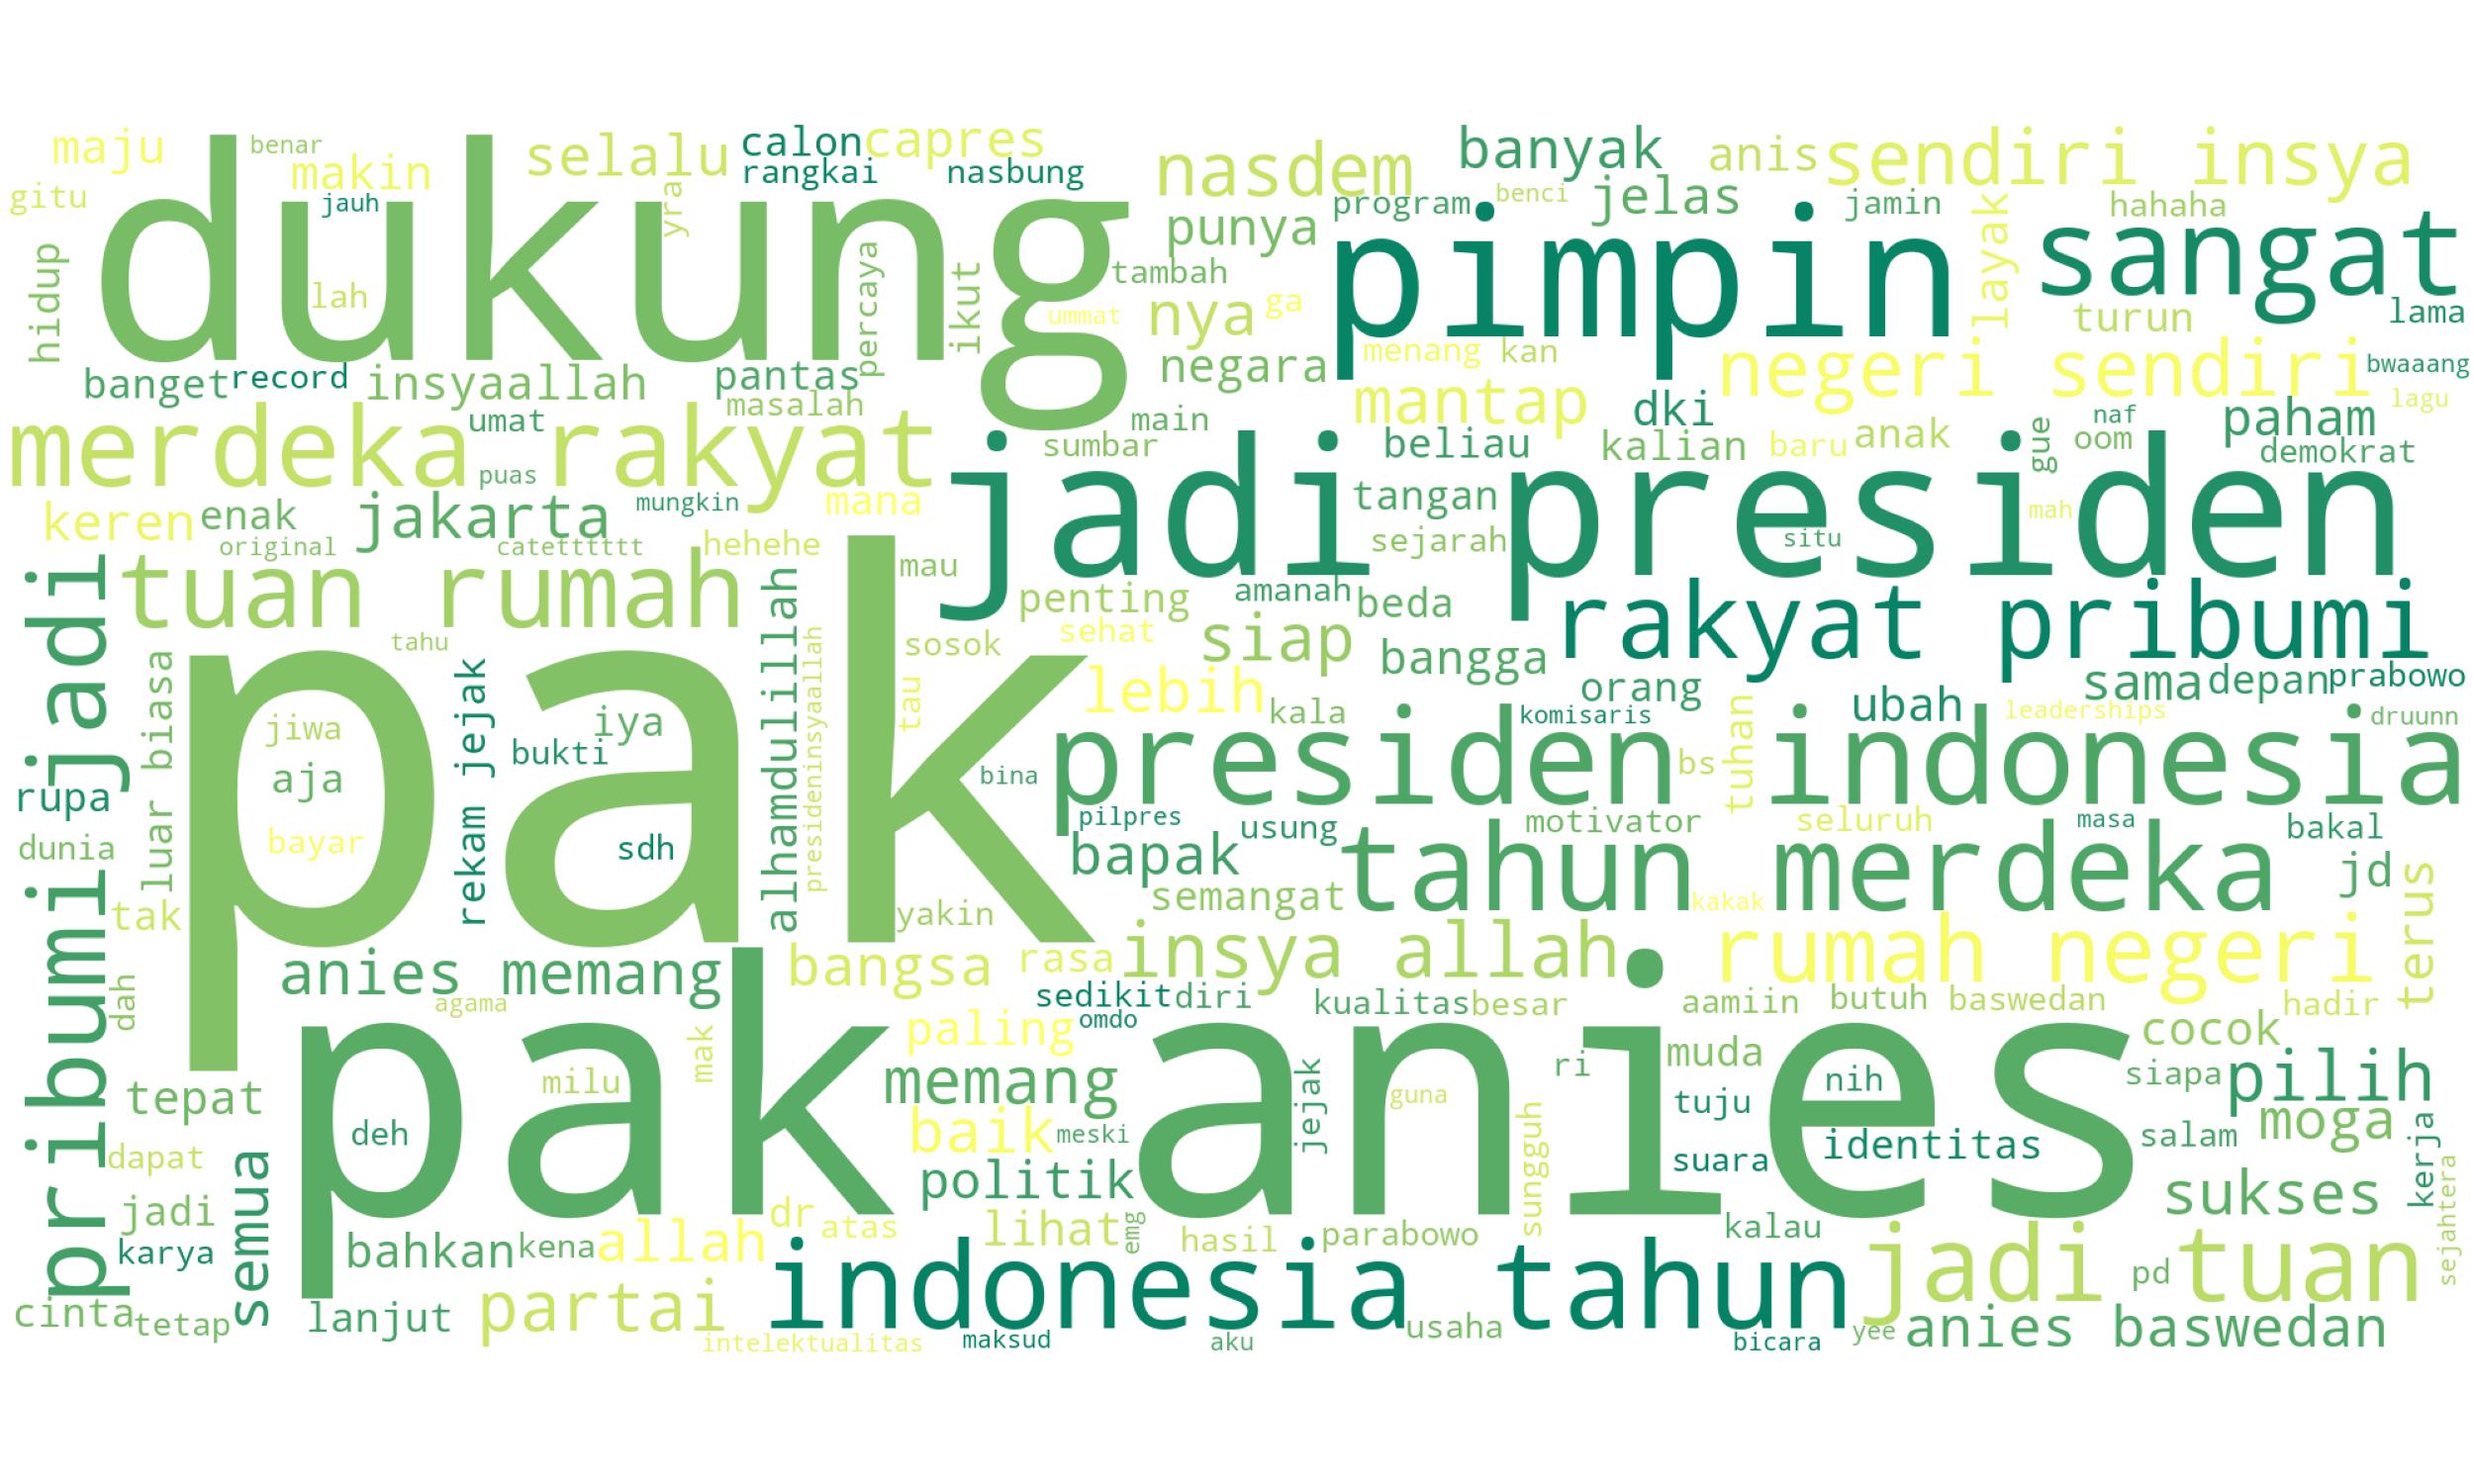 maju
benar
makin
selalu
calon
capres
rangkai
nasbung
nasdem
banyak
anis
sendiri insya
gitu
jauh
dukung
yra
program
benci
jelas
jamin
layak
hahaha
punya
pimpin
sangat
hidup
lah
percaya
ikut
tambah
ummat
nya
ga
turun
lama
negara
menang
kan
negeri sendiri
bwaaang
banget
record
insyaallah
pantas
masalah
mantap
dki
naf
paham
lagu
merdeka rakyat
umat
main
sumbar
beliau
kalian
baru
anak
gue
oom
demokrat
puas
jadi presiden
keren
enak
jakarta
mungkin
mana
tangan
mah
original
catettttt
hehehe
mau
sejarah
situ
pribumi jadi
tuan rumah
alhamdulillah
penting
amanah
beda
rakyat pribumi
tahu
presideninsyaallah
sosok
sehat
siap
bangga
luar biasa
pak
rekam jejak
tau
lebih
kala
orang
sama
depan
prabowo
jiwa
iya
komisaris
ubah
leaderships
druunn
bukti
aja
rupa
bina
presiden indonesia
bs
tuhan
dunia
bayar
sdh
pilpres
usung
motivator
seluruh
masa
bakal
bapak
tahun merdeka
jd
tak
yakin
semangat
kakak
terus
anies memang
bangsa
rasa
insya allah
rumah negeri
dah
agama
sedikit
diri
kualitas
besar
aamiin
butuh
baswedan
hadir
omdo
paling
pak anies
cocok
mak
memang
jejak
ri
muda
nih
siapa
pilih
tepat
milu
guna
tuju
deh
baik
meski
sungguh
suara
identitas
salam
moga
kerja
dapat
semua
politik
sejahtera
jadi
dr
atas
lihat
emg
hasil
parabowo
kalau
sukses
karya
bahkan
kena
allah
indonesia tahun
jadi tuan
pd
cinta
tetap
lanjut
partai
usaha
intelektualitas
maksud
aku
bicara
yee
anies baswedan